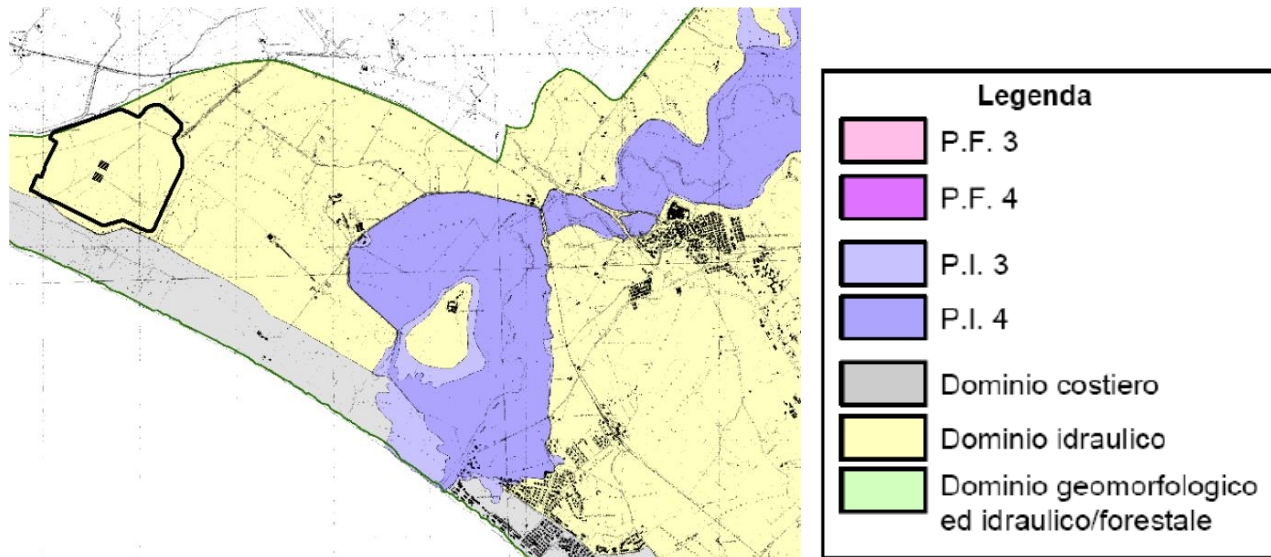 Legenda
P.F. 3
P.F. 4
P.I. 3
P.I. 4
Dominio costiero
Dominio idraulico
Dominio geomorfologico
ed idraulico/forestale